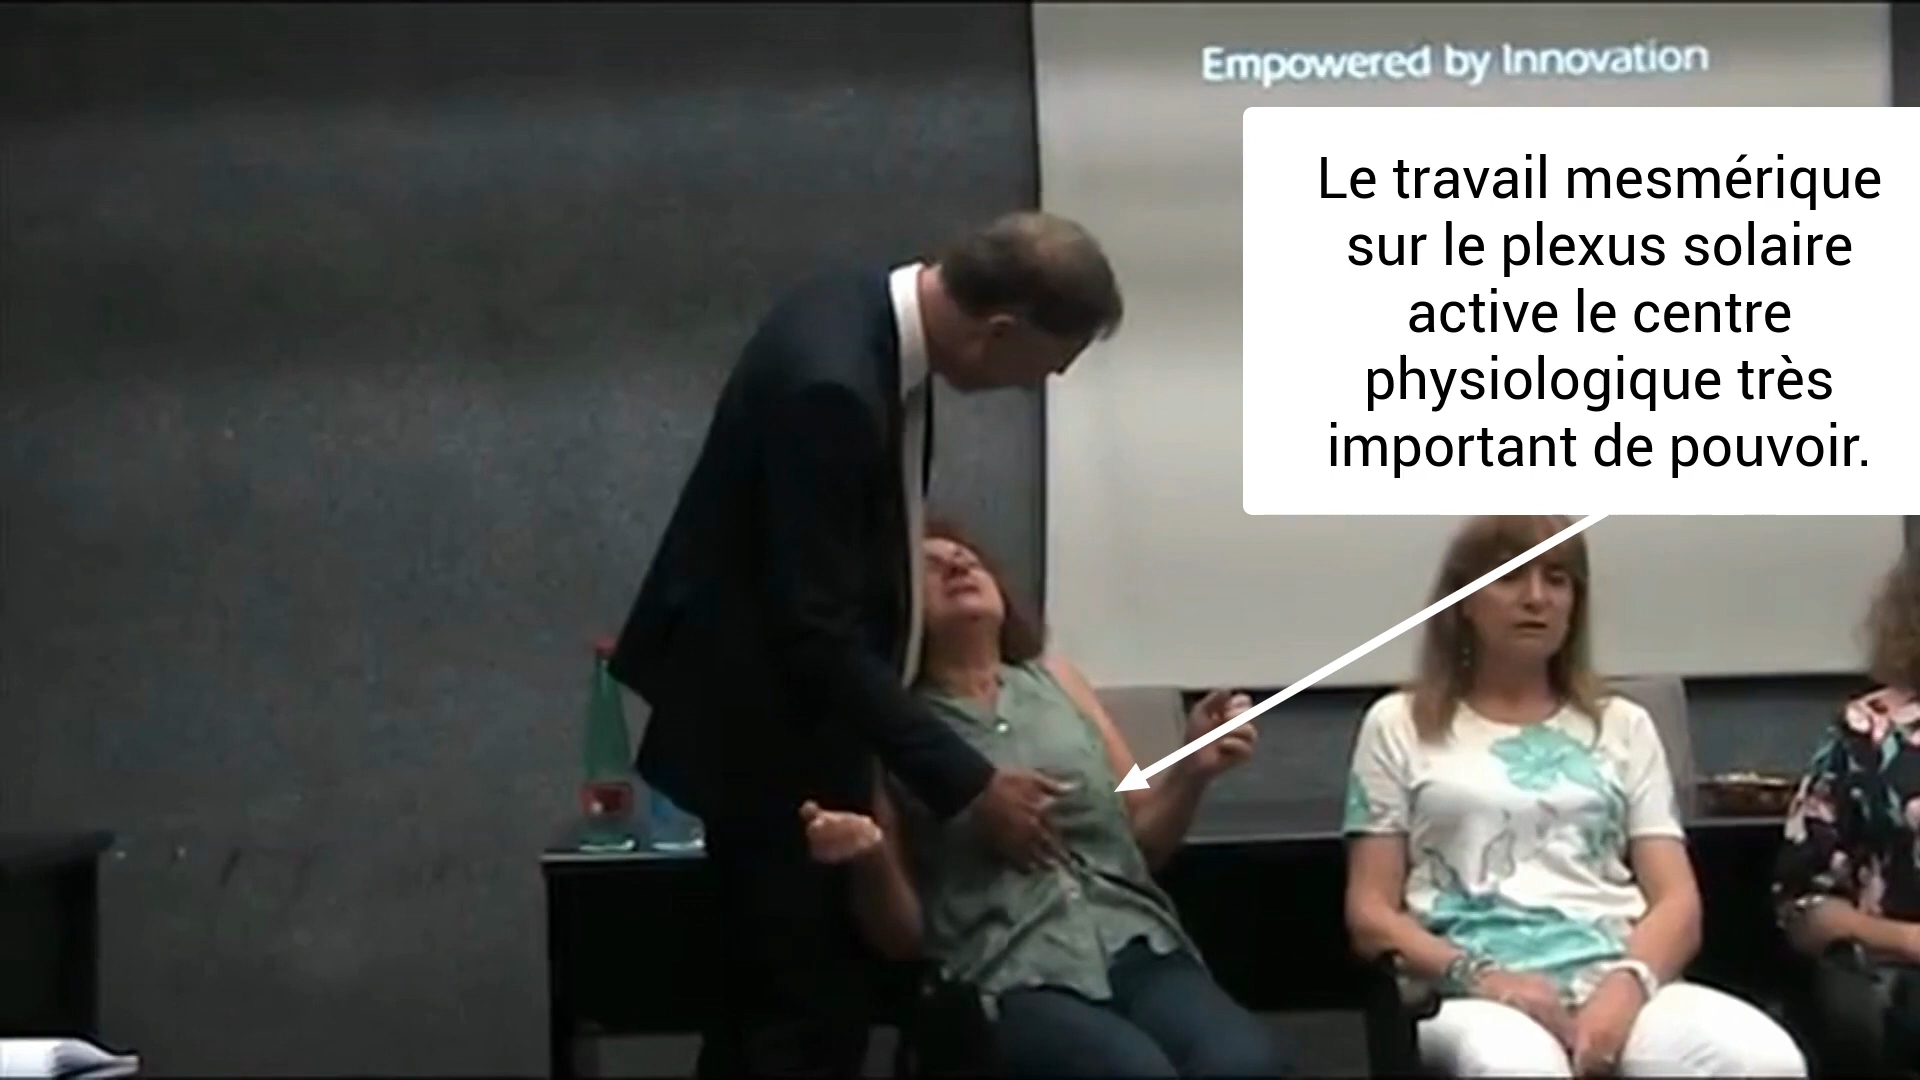 Empowered by Innovation
Le travail mesmérique
sur le plexus solaire
active le centre
physiologique très
important de pouvoir.